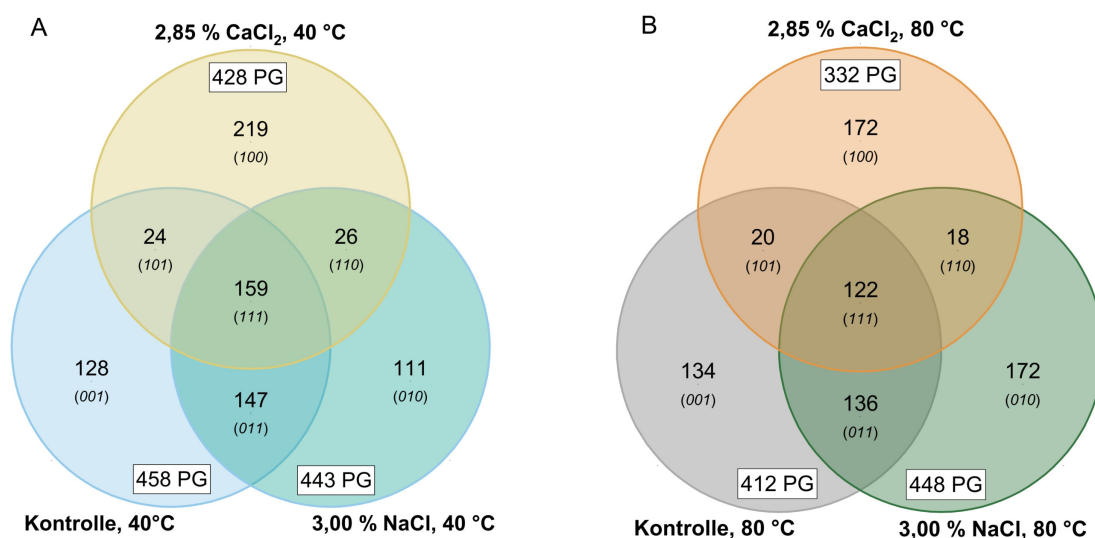 A
2,85 % CaCl₂, 40 °C
428 PG
219
(100)
24
(101)
26
(110)
159
(111)
128
(001)
111
(010)
147
(011)
458 PG
443 PG
Kontrolle, 40°C
3,00 % NaCl, 40 °C
B
2,85 % CaCl₂, 80 °C
332 PG
172
(100)
20
(101)
18
(110)
122
(111)
134
(001)
172
(010)
136
(011)
412 PG
448 PG
Kontrolle, 80 °C
3,00 % NaCl, 80 °C